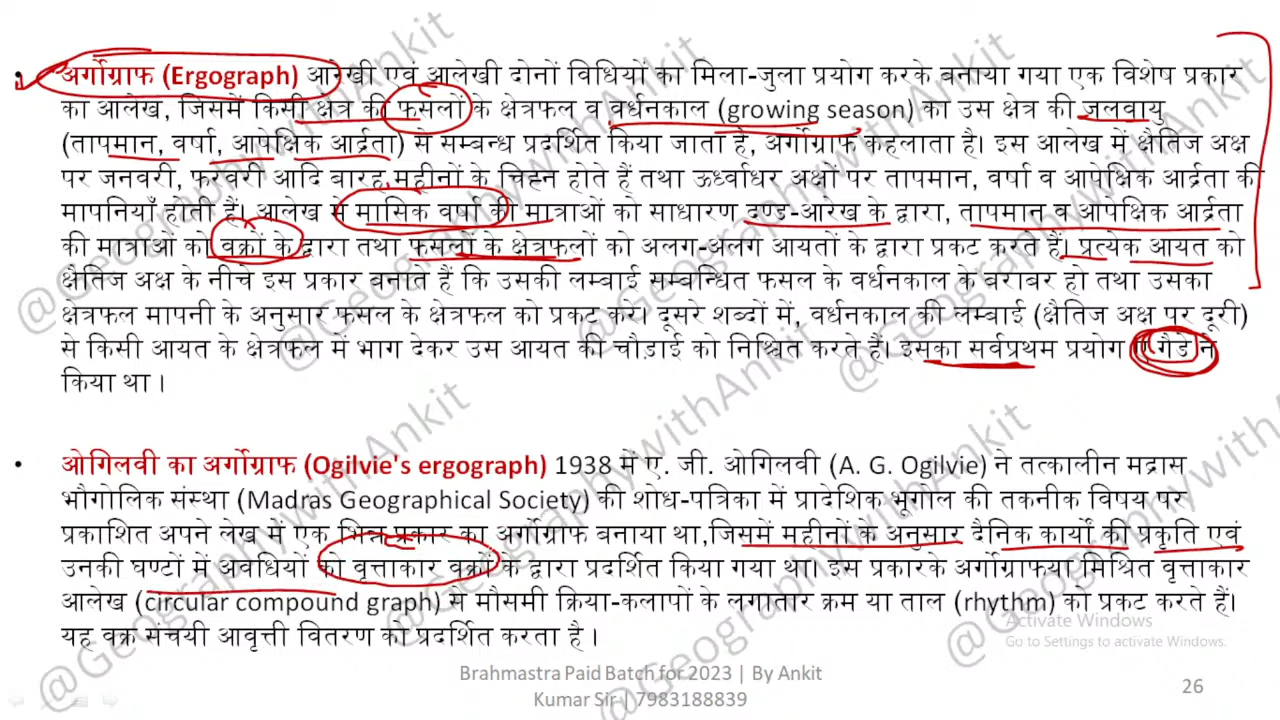 • अर्गोग्राफ (Ergograph) आरेखी एवं आलेखी दोनों विधियों का मिला-जुला प्रयोग करके बनाया गया एक विशेष प्रकार
का आलेख, जिसमें किसी क्षेत्र की फसलों के क्षेत्रफल व वर्धनकाल (growing season) का उस क्षेत्र की जलवायु
(तापमान, वर्षा, आपेक्षिक आर्द्रता) से सम्बन्ध प्रदर्शित किया जाता है, अर्गोग्राफ कहलाता है। इस आलेख में क्षैतिज अक्ष
पर जनवरी, फरवरी आदि बारह महीनों के चिह्न होते हैं तथा ऊर्ध्वाधर अक्षों पर तापमान, वर्षा व आपेक्षिक आर्द्रता की
मापनियाँ होती हैं। आलेख से मासिक वर्षा की मात्राओं को साधारण दण्ड-आरेख के द्वारा, तापमान व आपेक्षिक आर्द्रता
की मात्राओं को वक्रों के द्वारा तथा फसलों के क्षेत्रफलों को अलग-अलग आयतों के द्वारा प्रकट करते हैं। प्रत्येक आयत को
क्षैतिज अक्ष के नीचे इस प्रकार बनाते हैं कि उसकी लम्बाई सम्बन्धित फसल के वर्धनकाल के बराबर हो तथा उसका
क्षेत्रफल मापनी के अनुसार फसल के क्षेत्रफल को प्रकट करे। दूसरे शब्दों में, वर्धनकाल की लम्बाई (क्षैतिज अक्ष पर दूरी)
से किसी आयत के क्षेत्रफल में भाग देकर उस आयत की चौड़ाई को निश्चित करते हैं। इसका सर्वप्रथम प्रयोग गेडे ने
किया था ।
• ओगिलवी का अर्गोग्राफ (Ogilvie's ergograph) 1938 में ए. जी. ओगिलवी (A. G. Ogilvie) ने तत्कालीन मद्रास
भौगोलिक संस्था (Madras Geographical Society) की शोध-पत्रिका में प्रादेशिक भूगोल की तकनीक विषय पर
प्रकाशित अपने लेख में एक भिन्न प्रकार का अर्गोग्राफ बनाया था,जिसमें महीनों के अनुसार दैनिक कार्यों की प्रकृति एवं
उनकी घण्टों में अवधियों को वृत्ताकार वक्रों के द्वारा प्रदर्शित किया गया था। इस प्रकारके अर्गोग्राफया मिश्रित वृत्ताकार
आलेख (circular compound graph) से मौसमी क्रिया-कलापों के लगातार क्रम या ताल (rhythm) को प्रकट करते हैं।
यह वक्र संचयी आवृत्ती वितरण को प्रदर्शित करता है ।
Activate Windows
Go to Settings to activate Windows.
Brahmastra Paid Batch for 2023 | By Ankit
Kumar Sir | 7983188839
26
@GeographywithAnkit